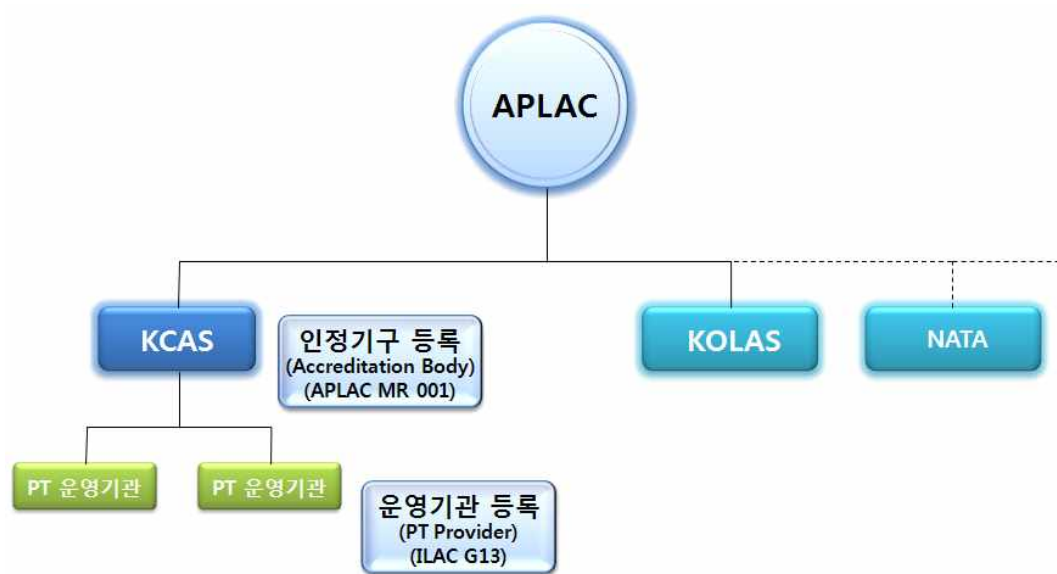 APLAC
KCAS
인정기구 등록
(Accreditation Body)
(APLAC MR 001)
KOLAS
NATA
PT 운영기관
PT 운영기관
운영기관 등록
(PT Provider)
(ILAC G13)